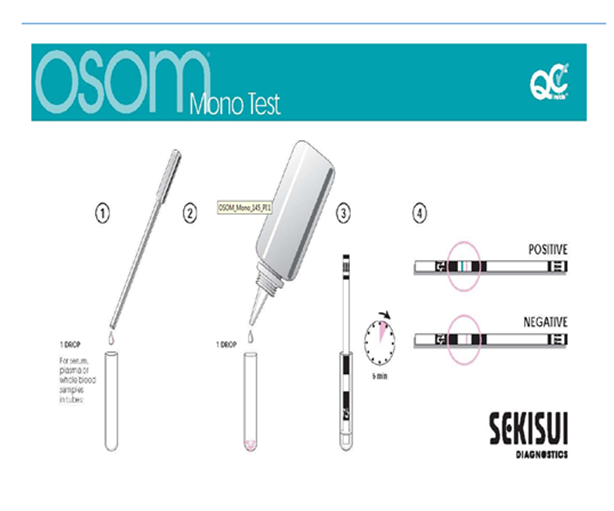 OSOM
Mono Test
QC
1
2
3
4
OSOM_Mono_145_PI1
POSITIVE
NEGATIVE
1 DROP
For serum,
plasma or
whole blood
samples
in tubes
1 DROP
5 min
SEKISUI
DIAGNOSTICS